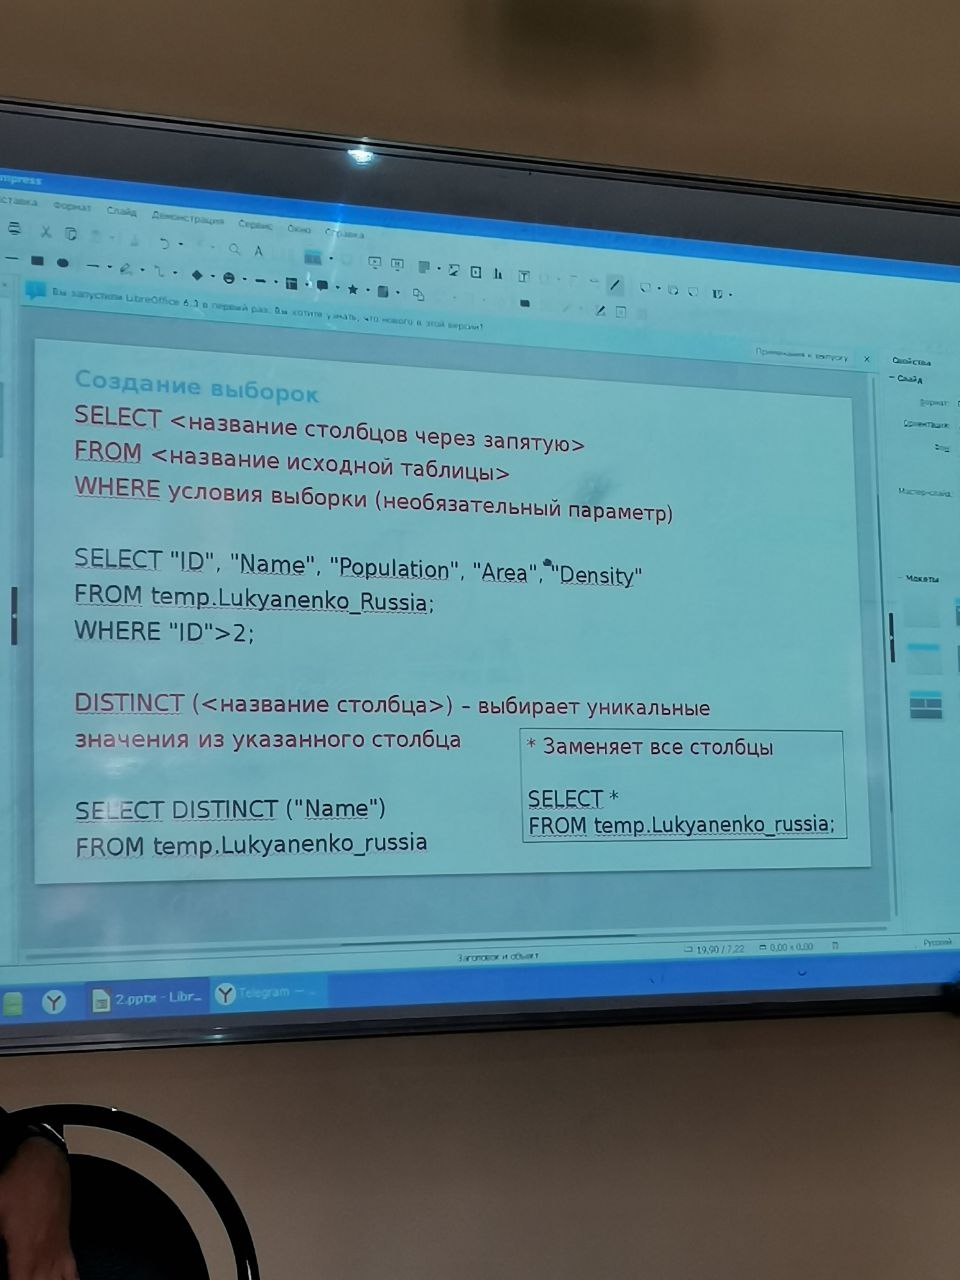 mpress
ставка Формат Слайд Демонстрация Сервис Окно Справка
Вы запустили LibreOffice 6.3 в первый раз. Вы хотите узнать, что нового в этой версии?
Примечания к выпуску
Свойства
Слайд
Формат:
Ориентация:
Фон:
Мастер-слайд:
Создание выборок
SELECT <название столбцов через запятую>
FROM <название исходной таблицы>
WHERE условия выборки (необязательный параметр)
SELECT "ID", "Name", "Population", "Area", "Density"
FROM temp.Lukyanenko_Russia;
WHERE "ID">2;
Макеты
DISTINCT (<название столбца>) – выбирает уникальные
значения из указанного столбца
* Заменяет все столбцы
SELECT *
FROM temp.Lukyanenko_russia;
SELECT DISTINCT ("Name")
FROM temp.Lukyanenko_russia
Заголовок и объект
19,90 / 7,22
0,00 x 0,00
Русский
2.pptx - Libr...
Telegram — ...